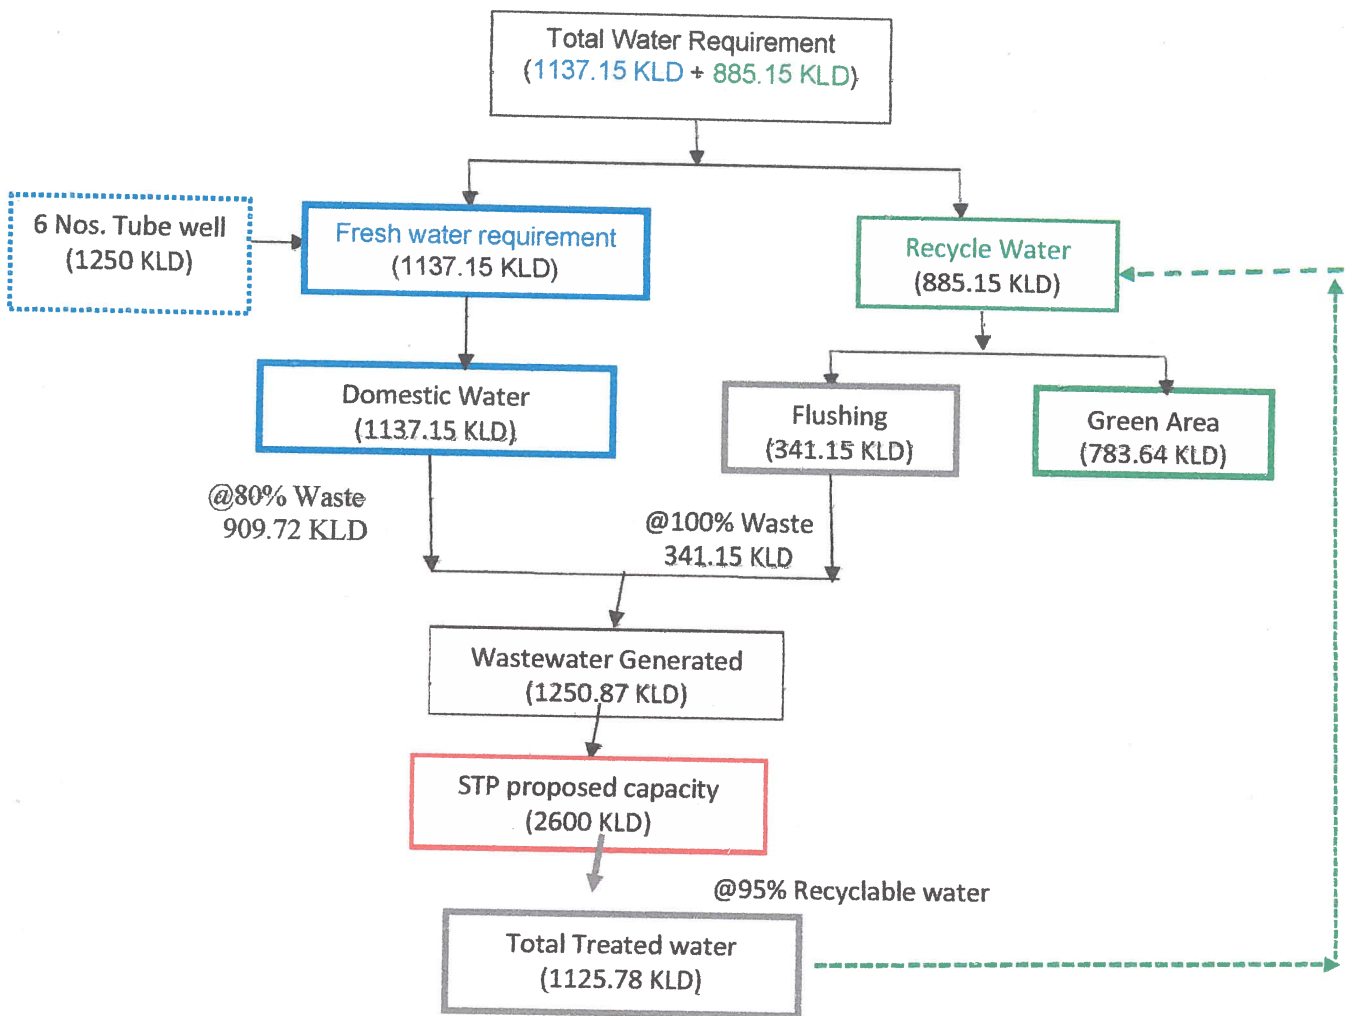 Total Water Requirement
(1137.15 KLD + 885.15 KLD)
6 Nos. Tube well
(1250 KLD)
Fresh water requirement
(1137.15 KLD)
Recycle Water
(885.15 KLD)
Domestic Water
(1137.15 KLD)
Flushing
(341.15 KLD)
Green Area
(783.64 KLD)
@80% Waste
909.72 KLD
@100% Waste
341.15 KLD
Wastewater Generated
(1250.87 KLD)
STP proposed capacity
(2600 KLD)
@95% Recyclable water
Total Treated water
(1125.78 KLD)